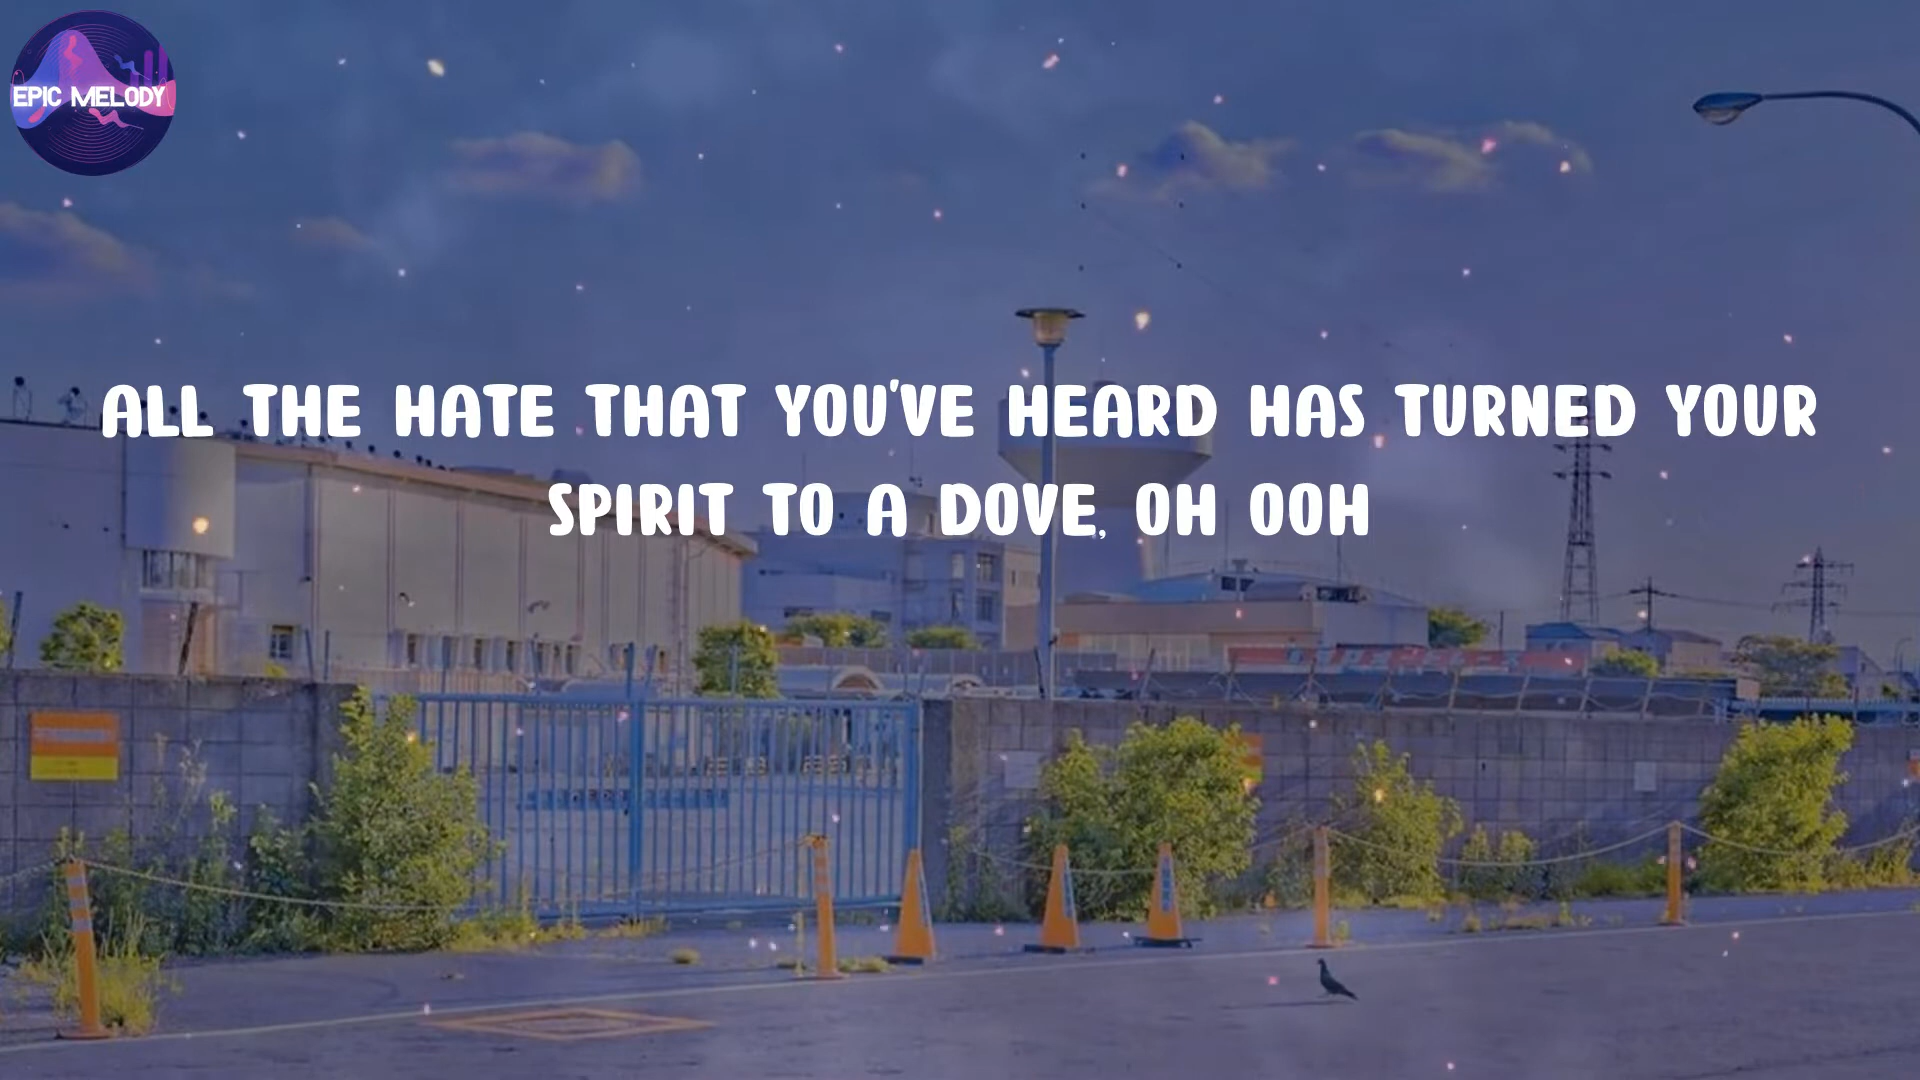 EPIC MELODY
ALL THE HATE THAT YOU'VE HEARD HAS TURNED YOUR
SPIRIT TO A DOVE, OH OOH